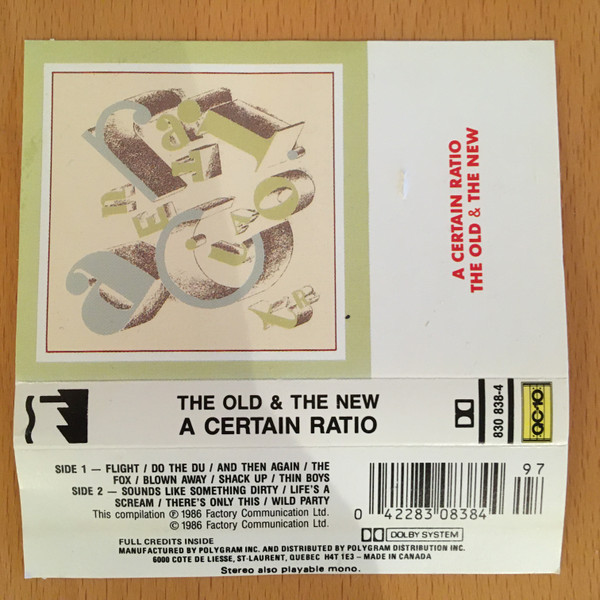 A CERTAIN RATIO
THE OLD & THE NEW
THE OLD & THE NEW
A CERTAIN RATIO
830 838-4
QC-10
SIDE 1 — FLIGHT / DO THE DU / AND THEN AGAIN / THE
FOX / BLOWN AWAY / SHACK UP / THIN BOYS
SIDE 2 — SOUNDS LIKE SOMETHING DIRTY / LIFE'S A
SCREAM / THERE'S ONLY THIS / WILD PARTY
This compilation ℗ 1986 Factory Communication Ltd.
© 1986 Factory Communication Ltd.
97
0 42283 08384
DOLBY SYSTEM
FULL CREDITS INSIDE
MANUFACTURED BY POLYGRAM INC. AND DISTRIBUTED BY POLYGRAM DISTRIBUTION INC.
6000 COTE DE LIESSE, ST-LAURENT, QUEBEC H4T 1E3 – MADE IN CANADA
Stereo also playable mono.